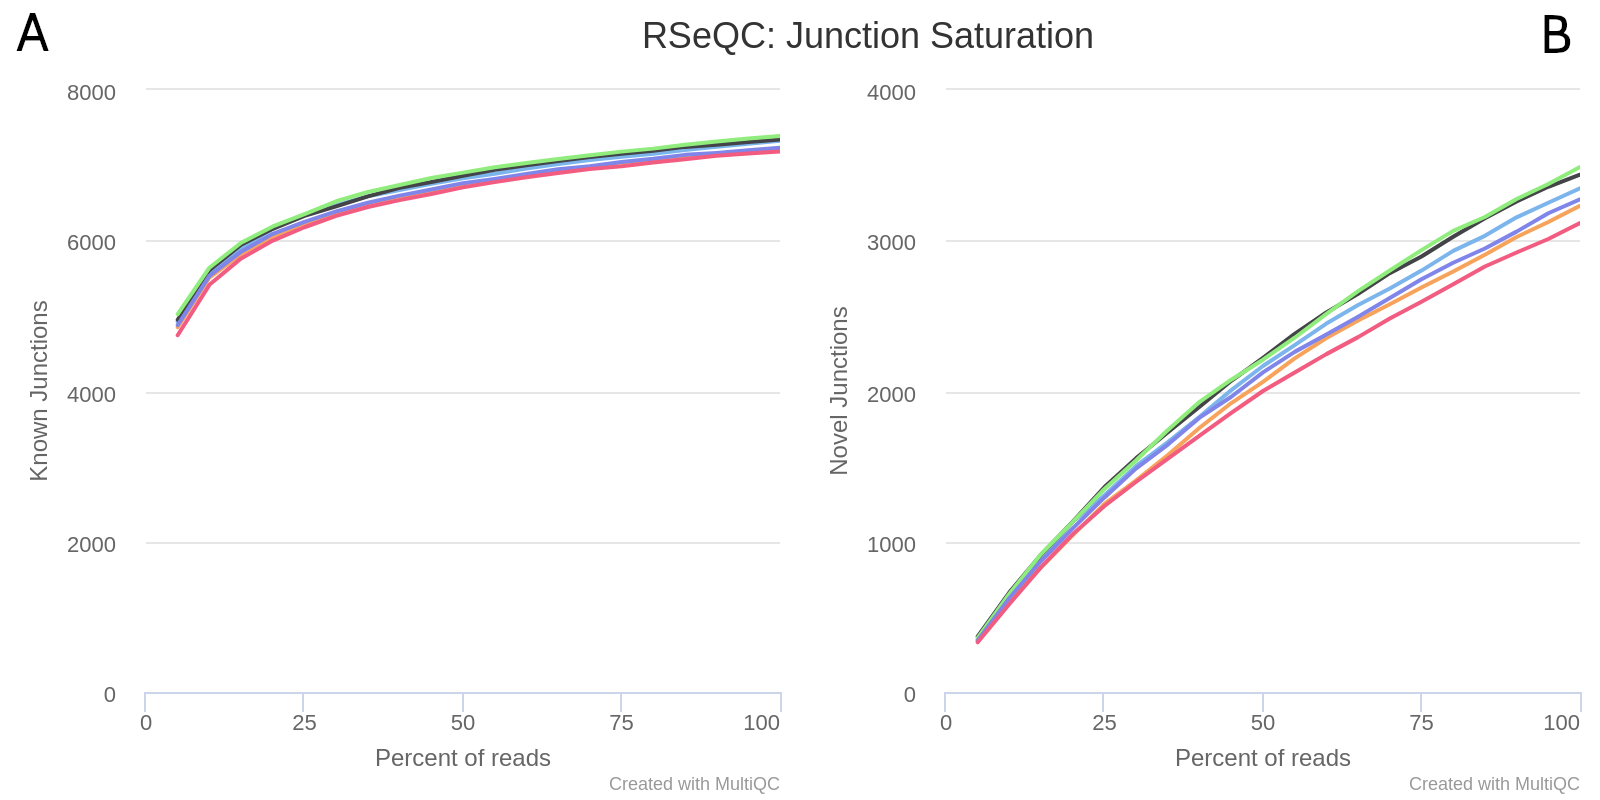 A
RSeQC: Junction Saturation
B
8000
6000
4000
2000
0
Known Junctions
0 25 50 75 100
Percent of reads
Created with MultiQC
4000
3000
2000
1000
0
Novel Junctions
0 25 50 75 100
Percent of reads
Created with MultiQC